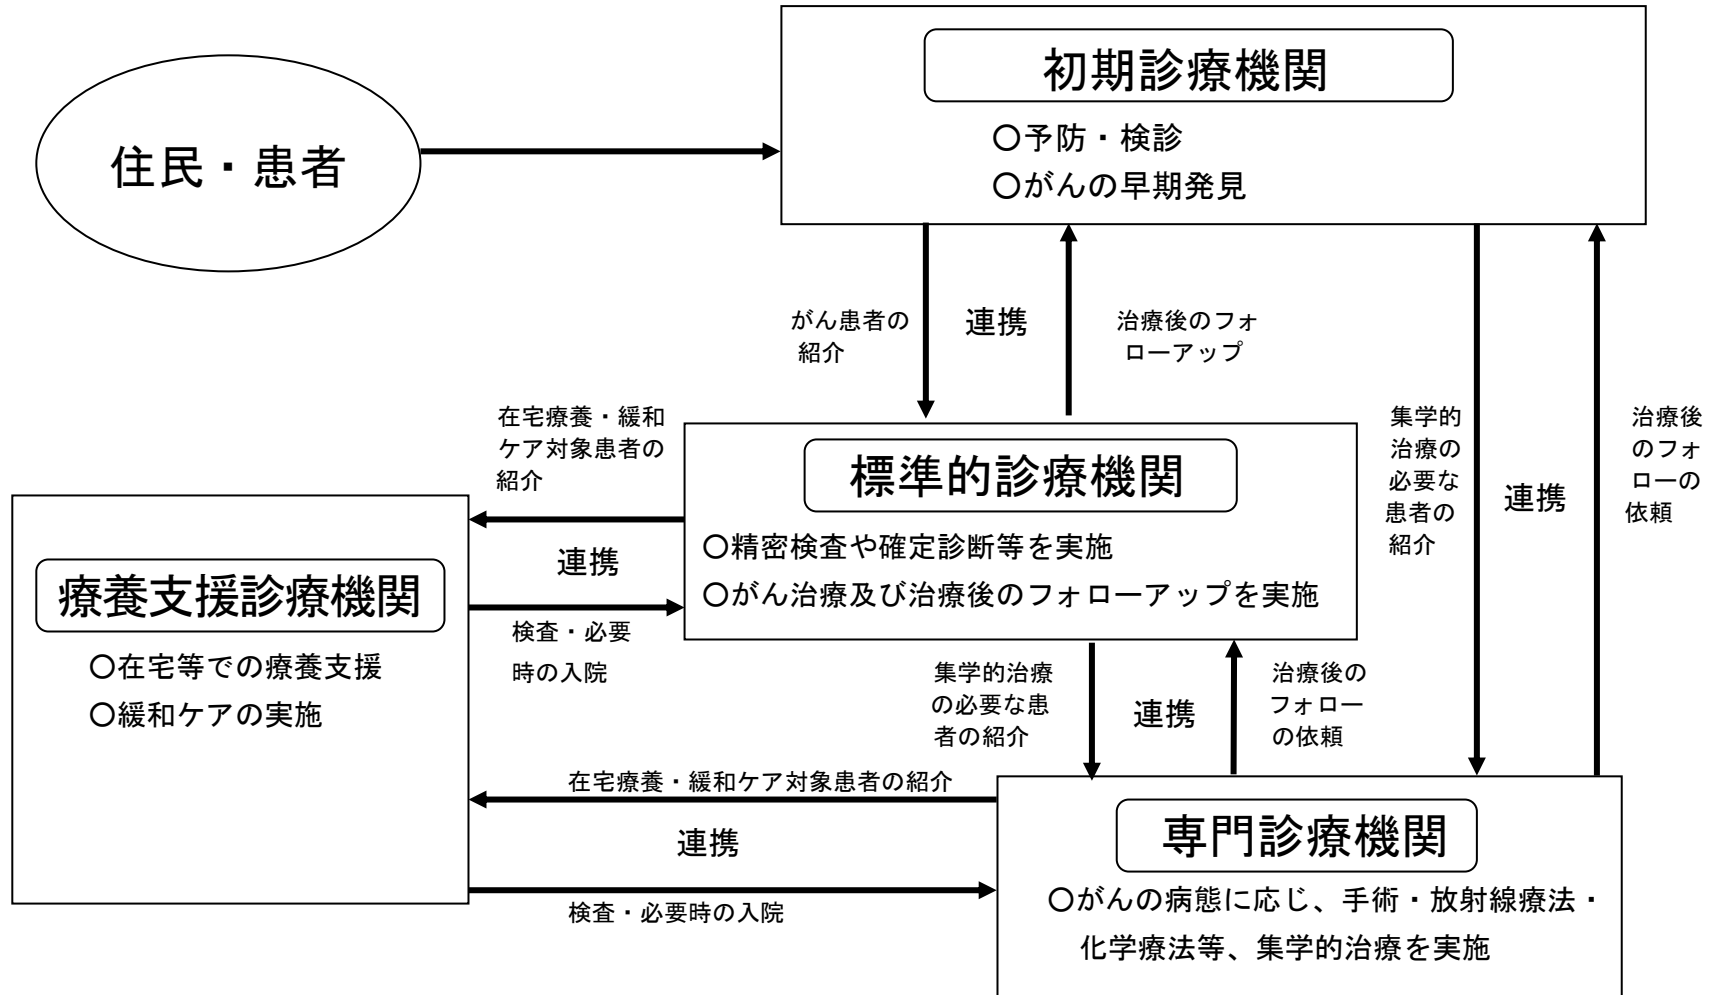 初期診療機関
〇予防・検診
〇がんの早期発見
住民・患者
がん患者の
紹介
連携
治療後のフォ
ローアップ
集学的
治療の
必要な
患者の
紹介
連携
治療後
のフォ
ローの
依頼
在宅療養・緩和
ケア対象患者の
紹介
連携
検査・必要
時の入院
標準的診療機関
〇精密検査や確定診断等を実施
〇がん治療及び治療後のフォローアップを実施
療養支援診療機関
〇在宅等での療養支援
〇緩和ケアの実施
集学的治療
の必要な患
者の紹介
連携
治療後の
フォロー
の依頼
在宅療養・緩和ケア対象患者の紹介
連携
検査・必要時の入院
専門診療機関
〇がんの病態に応じ、手術・放射線療法・
化学療法等、集学的治療を実施